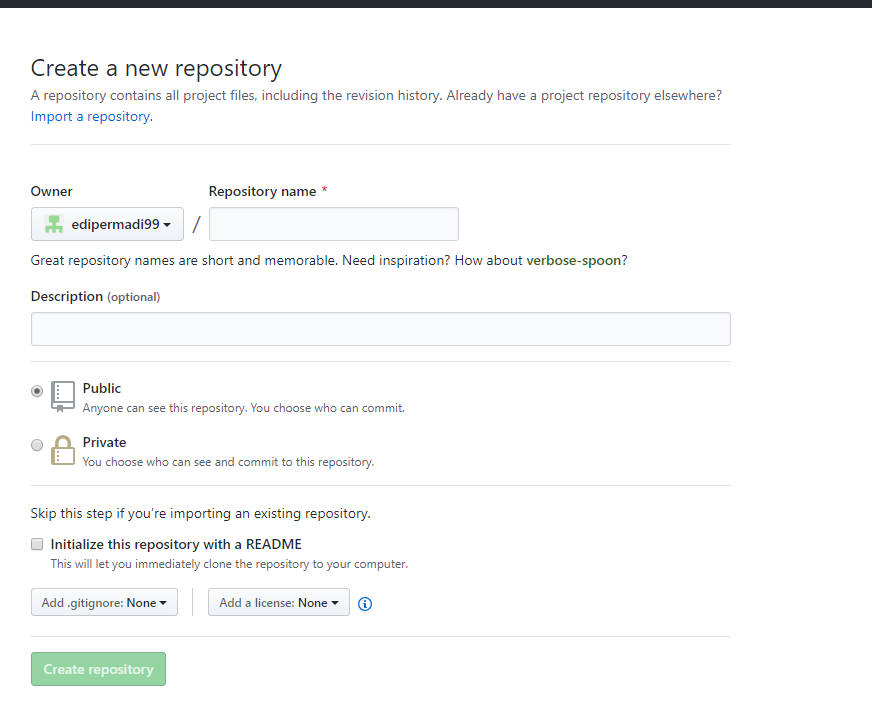 Create a new repository
A repository contains all project files, including the revision history. Already have a project repository elsewhere?
Import a repository.
Owner
Repository name *
edipermadi99 /
Great repository names are short and memorable. Need inspiration? How about verbose-spoon?
Description (optional)
Public
Anyone can see this repository. You choose who can commit.
Private
You choose who can see and commit to this repository.
Skip this step if you’re importing an existing repository.
Initialize this repository with a README
This will let you immediately clone the repository to your computer.
Add .gitignore: None
Add a license: None
Create repository